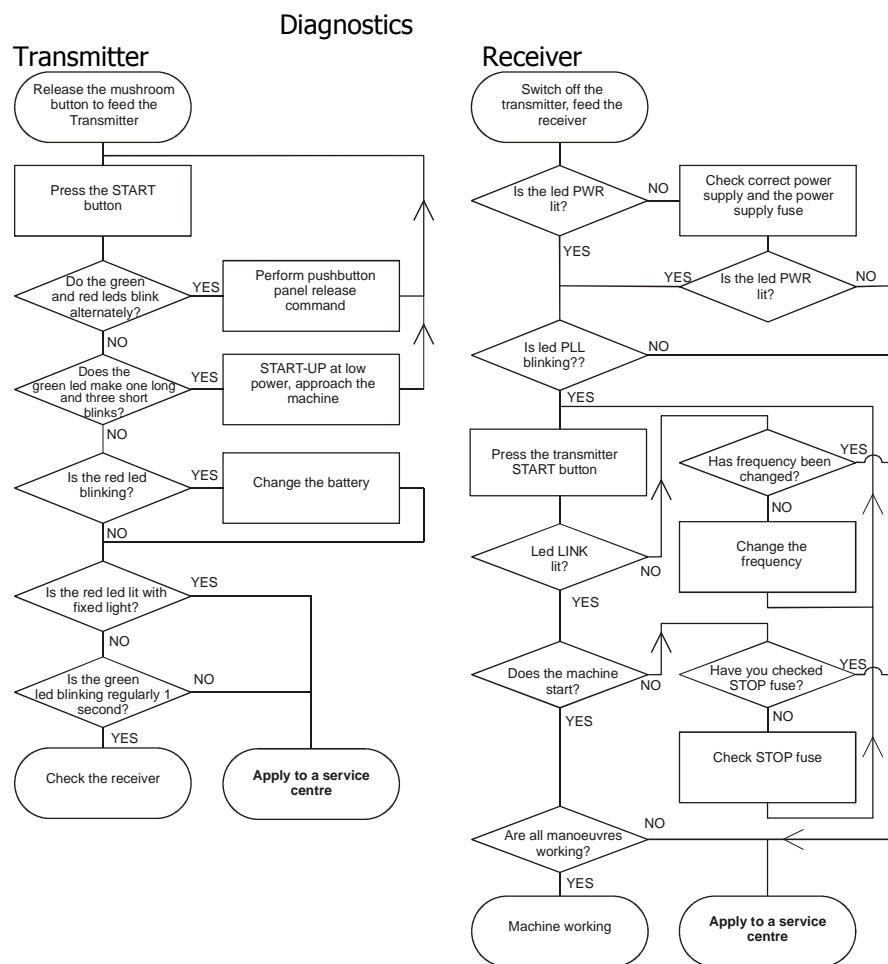 Diagnostics
Transmitter
Release the mushroom
button to feed the
Transmitter
Press the START
button
Do the green
and red leds blink
alternately?
YES
Perform pushbutton
panel release
command
NO
Does the
green led make one long
and three short
blinks?
YES
START-UP at low
power, approach the
machine
NO
Is the red led
blinking?
YES
Change the battery
NO
Is the red led lit with
fixed light?
YES
NO
Is the green
led blinking regularly 1
second?
NO
YES
Check the receiver
Apply to a service
centre
Receiver
Switch off the
transmitter, feed the
receiver
Is the led PWR
lit?
NO
Check correct power
supply and the power
supply fuse
YES
YES
Is the led PWR
lit?
NO
Is led PLL
blinking??
NO
YES
Press the transmitter
START button
Has frequency been
changed?
YES
NO
Change the
frequency
Led LINK
lit?
NO
YES
Does the machine
start?
NO
Have you checked
STOP fuse?
YES
NO
Check STOP fuse
YES
Are all manoeuvres
working?
NO
YES
Machine working
Apply to a service
centre